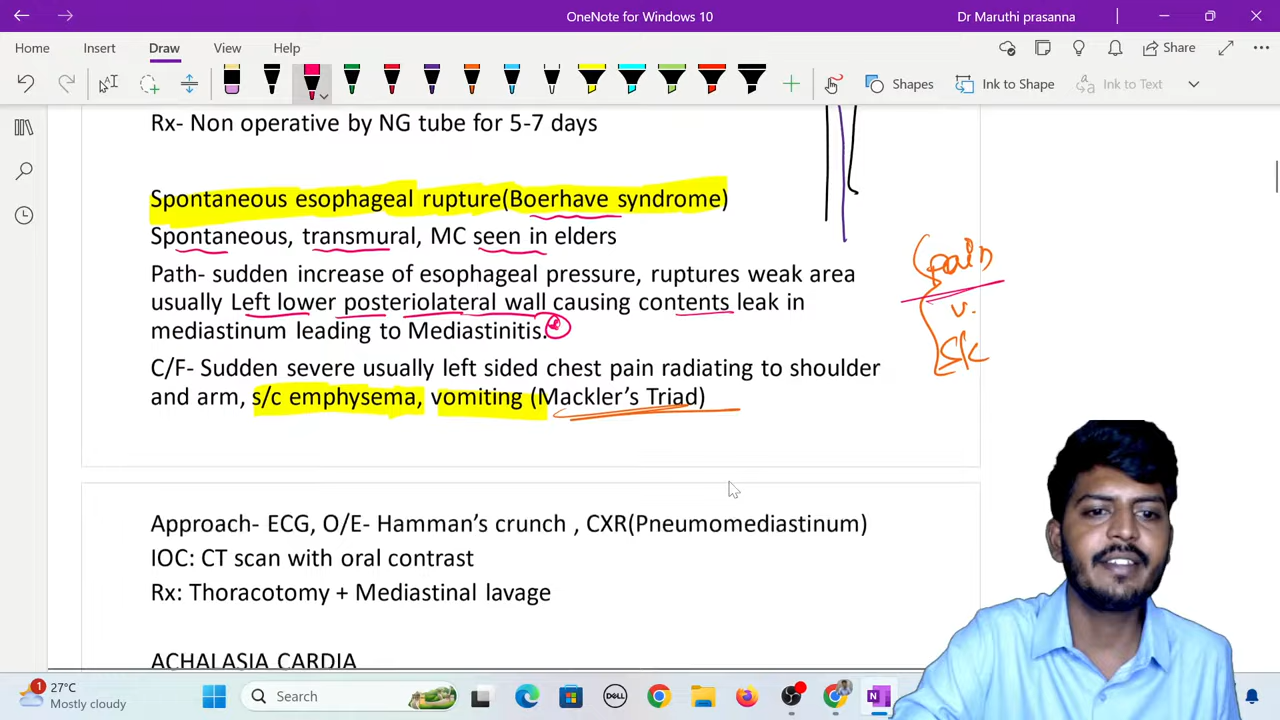 OneNote for Windows 10
Dr Maruthi prasanna
Home Insert Draw View Help
Share
Shapes
Ink to Shape
Ink to Text
Rx- Non operative by NG tube for 5-7 days
Spontaneous esophageal rupture(Boerhave syndrome)
Spontaneous, transmural, MC seen in elders
Path- sudden increase of esophageal pressure, ruptures weak area
usually Left lower posteriolateral wall causing contents leak in
mediastinum leading to Mediastinitis.
C/F- Sudden severe usually left sided chest pain radiating to shoulder
and arm, s/c emphysema, vomiting (Mackler's Triad)
pain
v.
S/C
Approach- ECG, O/E- Hamman's crunch , CXR(Pneumomediastinum)
IOC: CT scan with oral contrast
Rx: Thoracotomy + Mediastinal lavage
ACHALASIA CARDIA
1
27°C
Mostly cloudy
Search
DELL